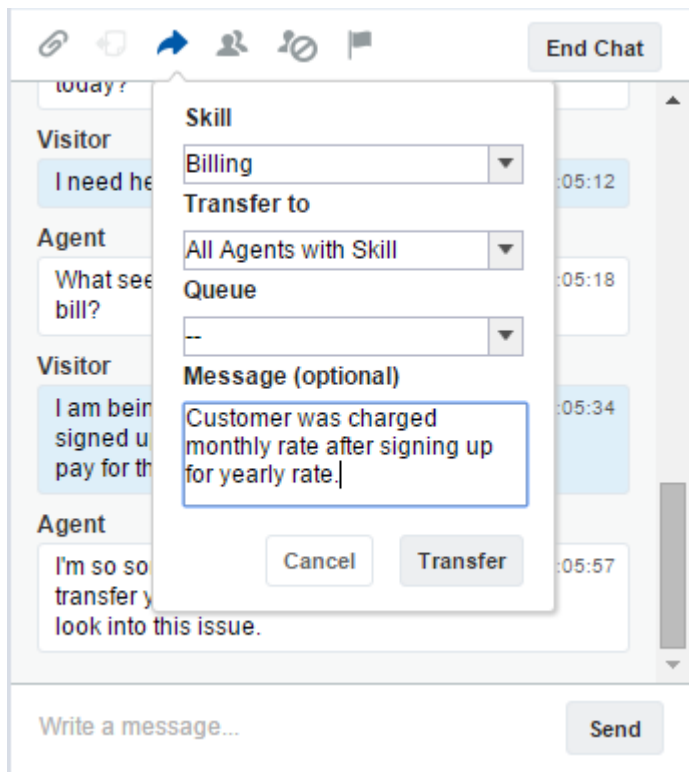 End Chat
today?
Visitor
I need he
:05:12
Agent
What see
:05:18
bill?
Visitor
I am bein
:05:34
signed u
pay for th
Agent
I'm so so
:05:57
transfer y
look into this issue.
Skill
Billing
Transfer to
All Agents with Skill
Queue
--
Message (optional)
Customer was charged
monthly rate after signing up
for yearly rate.
Cancel
Transfer
Write a message...
Send